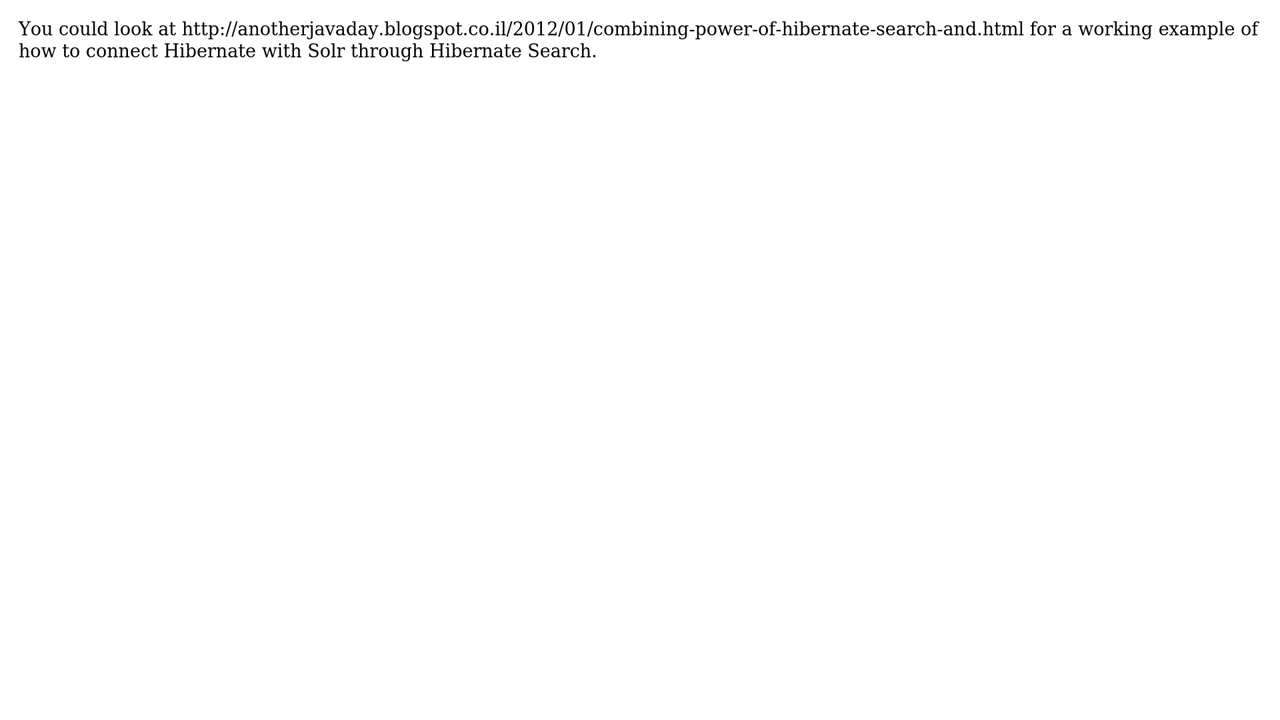 You could look at http://anotherjavaday.blogspot.co.il/2012/01/combining-power-of-hibernate-search-and.html for a working example of
how to connect Hibernate with Solr through Hibernate Search.